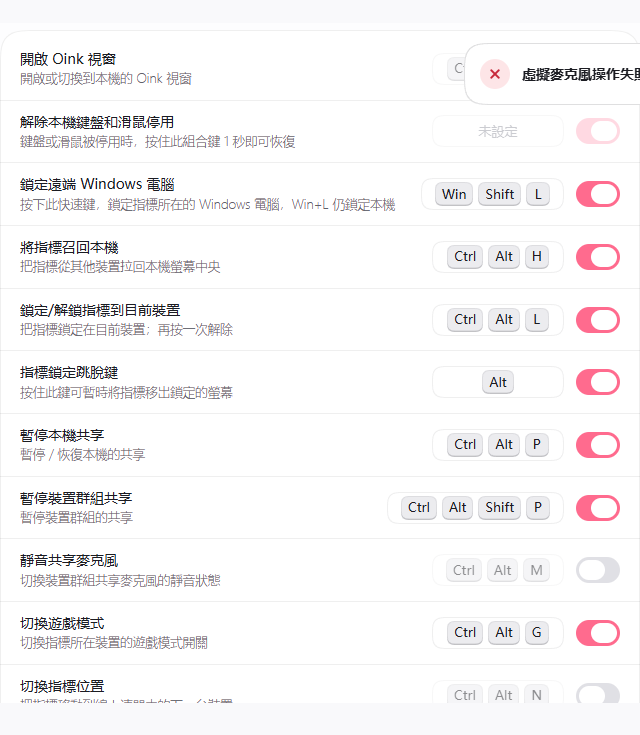 開啟 Oink 視窗
開啟或切換到本機的 Oink 視窗
虛擬麥克風操作失敗
解除本機鍵盤和滑鼠停用
鍵盤或滑鼠被停用時，按住此組合鍵 1 秒即可恢復
未設定
鎖定遠端 Windows 電腦
按下此快速鍵，鎖定指標所在的 Windows 電腦，Win+L 仍鎖定本機
Win Shift L
將指標召回本機
把指標從其他裝置拉回本機螢幕中央
Ctrl Alt H
鎖定/解鎖指標到目前裝置
把指標鎖定在目前裝置；再按一次解除
Ctrl Alt L
指標鎖定跳脫鍵
按住此鍵可暫時將指標移出鎖定的螢幕
Alt
暫停本機共享
暫停 / 恢復本機的共享
Ctrl Alt P
暫停裝置群組共享
暫停裝置群組的共享
Ctrl Alt Shift P
靜音共享麥克風
切換裝置群組共享麥克風的靜音狀態
Ctrl Alt M
切換遊戲模式
切換指標所在裝置的遊戲模式開關
Ctrl Alt G
切換指標位置
Ctrl Alt N